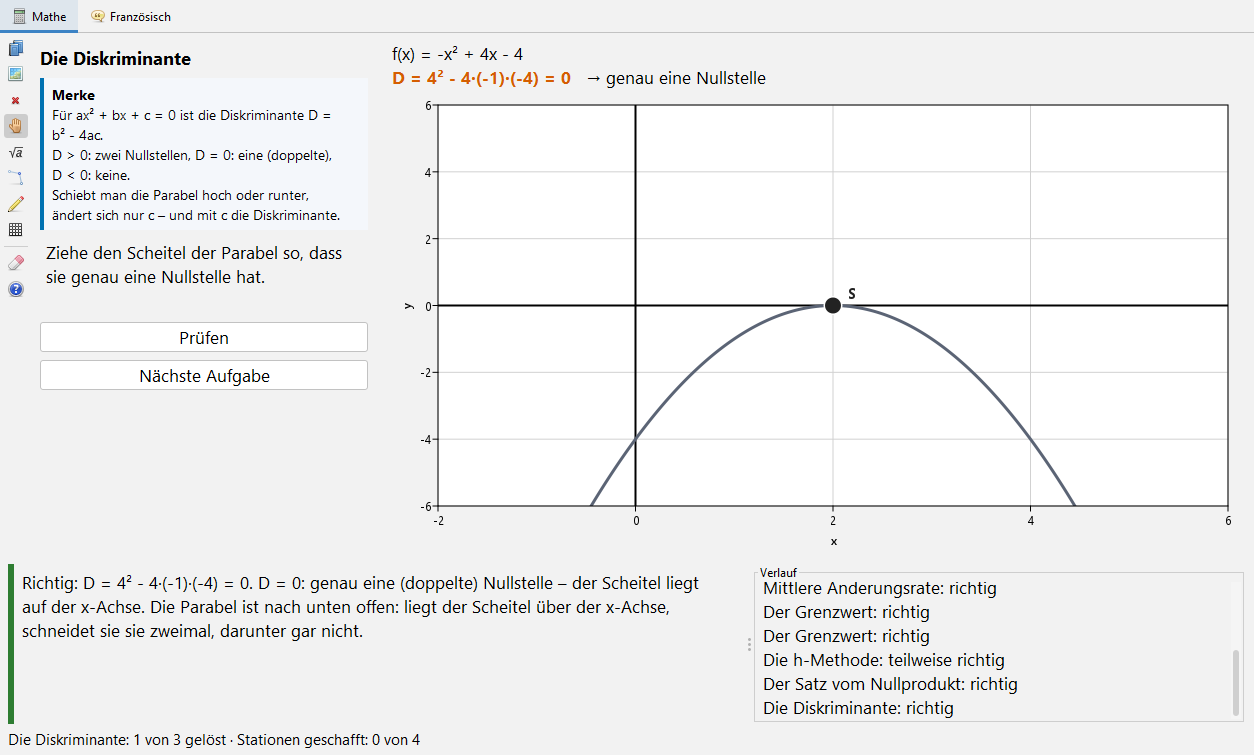 Mathe
Französisch
Die Diskriminante
Merke
Für ax² + bx + c = 0 ist die Diskriminante D =
b² - 4ac.
D > 0: zwei Nullstellen, D = 0: eine (doppelte),
D < 0: keine.
Schiebt man die Parabel hoch oder runter,
ändert sich nur c – und mit c die Diskriminante.
Ziehe den Scheitel der Parabel so, dass
sie genau eine Nullstelle hat.
Prüfen
Nächste Aufgabe
f(x) = -x² + 4x - 4
D = 4² - 4·(-1)·(-4) = 0 → genau eine Nullstelle
6
4
2
0
-2
-4
-6
y
S
-2
0
2
4
6
x
Richtig: D = 4² - 4·(-1)·(-4) = 0. D = 0: genau eine (doppelte) Nullstelle – der Scheitel liegt
auf der x-Achse. Die Parabel ist nach unten offen: liegt der Scheitel über der x-Achse,
schneidet sie sie zweimal, darunter gar nicht.
Verlauf
Mittlere Änderungsrate: richtig
Der Grenzwert: richtig
Der Grenzwert: richtig
Die h-Methode: teilweise richtig
Der Satz vom Nullprodukt: richtig
Die Diskriminante: richtig
Die Diskriminante: 1 von 3 gelöst · Stationen geschafft: 0 von 4